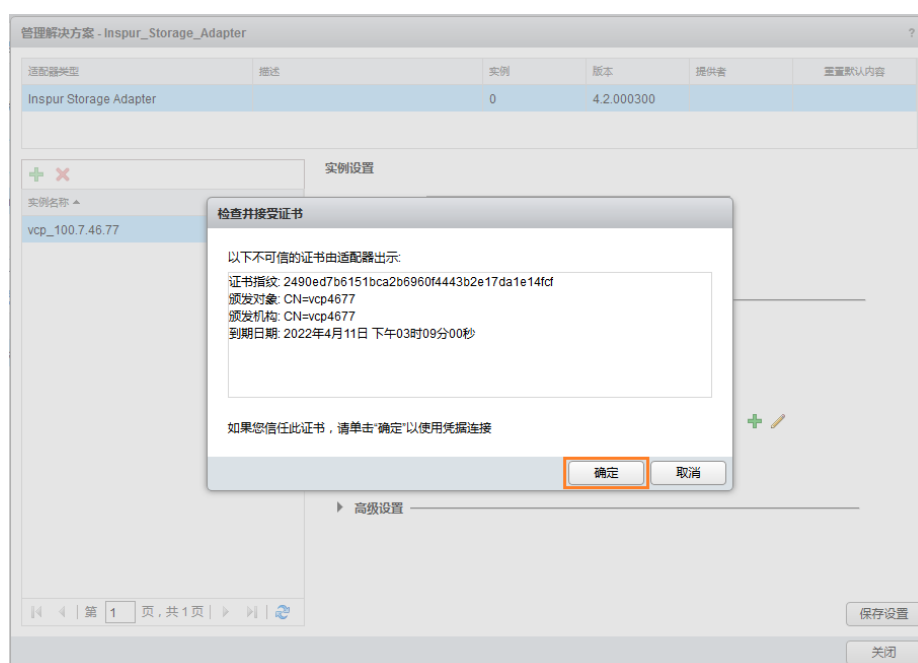 管理解决方案 - Inspur_Storage_Adapter ?
适配器类型 描述 实例 版本 提供者 重置默认内容
Inspur Storage Adapter 0 4.2.000300
实例设置
实例名称
vcp_100.7.46.77
检查并接受证书
以下不可信的证书由适配器出示:
证书指纹: 2490ed7b6151bca2b6960f4443b2e17da1e14fcf
颁发对象: CN=vcp4677
颁发机构: CN=vcp4677
到期日期: 2022年4月11日 下午03时09分00秒
如果您信任此证书，请单击“确定”以使用凭据连接
确定 取消
高级设置
第 1 页,共1页
保存设置
关闭